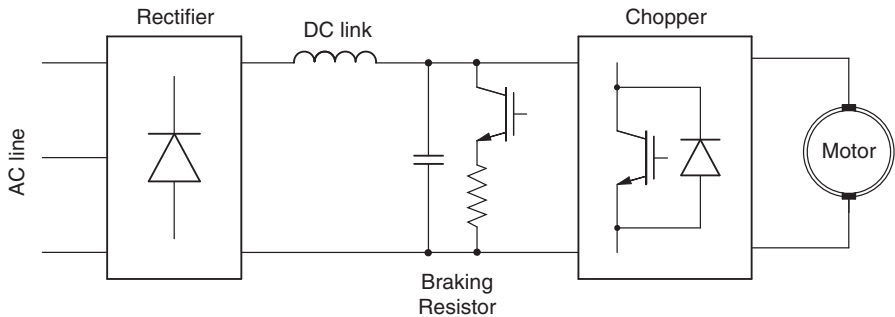 Rectifier
DC link
Chopper
AC line
Motor
Braking
Resistor